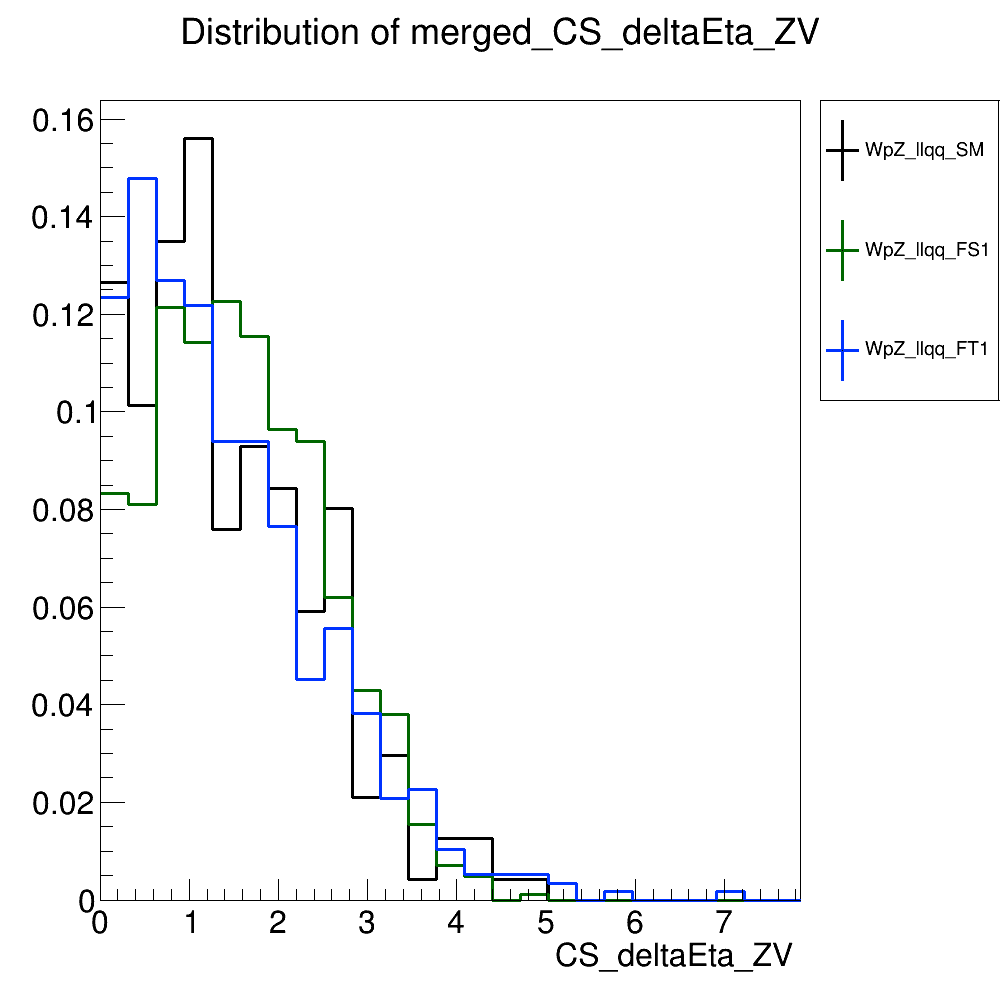 Distribution of merged_CS_deltaEta_ZV
0.16
0.14
0.12
0.1
0.08
0.06
0.04
0.02
0
0 1 2 3 4 5 6 7
CS_deltaEta_ZV
WpZ_llqq_SM
WpZ_llqq_FS1
WpZ_llqq_FT1